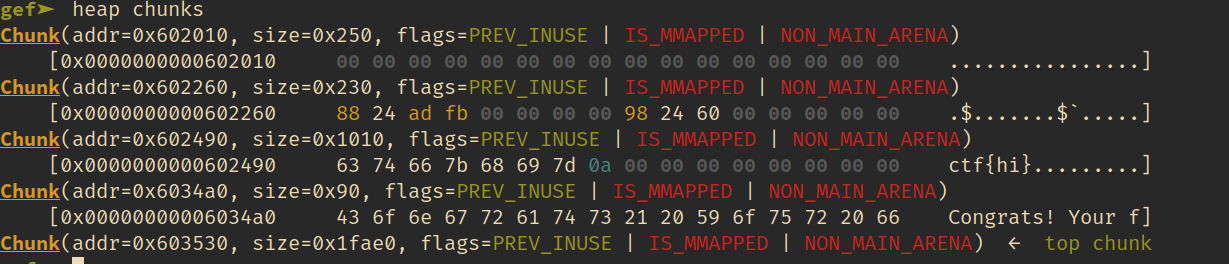 gef➤  heap chunks
Chunk(addr=0x602010, size=0x250, flags=PREV_INUSE | IS_MMAPPED | NON_MAIN_ARENA)
    [0x0000000000602010     00 00 00 00 00 00 00 00 00 00 00 00 00 00 00 00    ................]
Chunk(addr=0x602260, size=0x230, flags=PREV_INUSE | IS_MMAPPED | NON_MAIN_ARENA)
    [0x0000000000602260     88 24 ad fb 00 00 00 00 98 24 60 00 00 00 00 00    .$.......$`.....]
Chunk(addr=0x602490, size=0x1010, flags=PREV_INUSE | IS_MMAPPED | NON_MAIN_ARENA)
    [0x0000000000602490     63 74 66 7b 68 69 7d 0a 00 00 00 00 00 00 00 00    ctf{hi}.........]
Chunk(addr=0x6034a0, size=0x90, flags=PREV_INUSE | IS_MMAPPED | NON_MAIN_ARENA)
    [0x00000000006034a0     43 6f 6e 67 72 61 74 73 21 20 59 6f 75 72 20 66    Congrats! Your f]
Chunk(addr=0x603530, size=0x1fae0, flags=PREV_INUSE | IS_MMAPPED | NON_MAIN_ARENA)  ←  top chunk